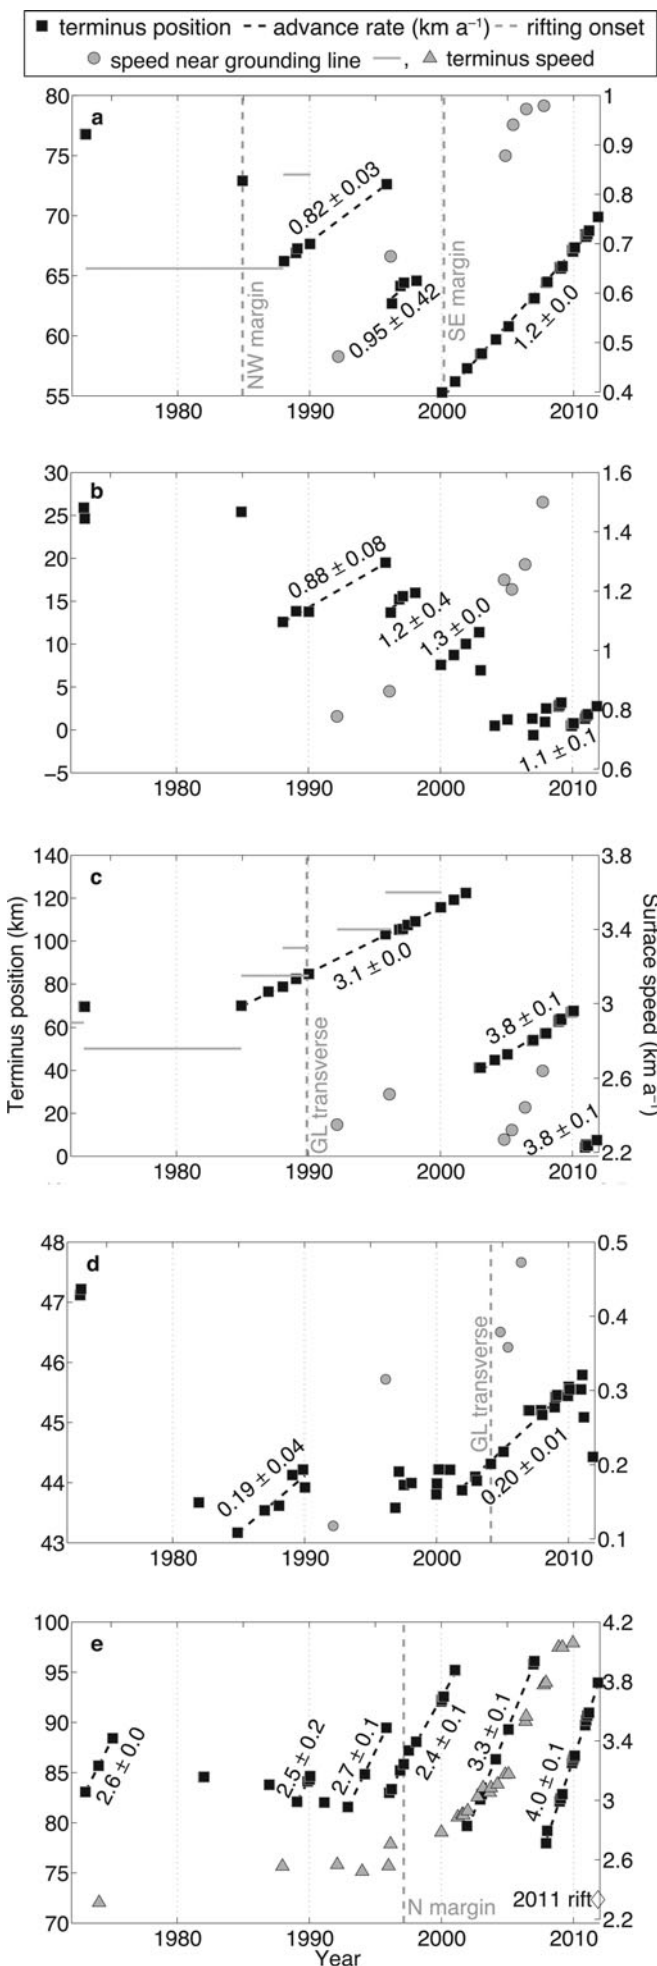 terminus position advance rate (km a⁻¹) rifting onset
speed near grounding line , terminus speed
a
80
75
70
65
60
55
1
0.9
0.8
0.7
0.6
0.5
0.4
0.82 ± 0.03
0.95 ± 0.42
1.2 ± 0.0
NW margin
SE margin
1980 1990 2000 2010
b
30
25
20
15
10
5
0
−5
1.6
1.4
1.2
1
0.8
0.6
0.88 ± 0.08
1.2 ± 0.4
1.3 ± 0.0
1.1 ± 0.1
1980 1990 2000 2010
c
Terminus position (km)
140
120
100
80
60
40
20
0
Surface speed (km a⁻¹)
3.8
3.4
3
2.6
2.2
3.1 ± 0.0
3.8 ± 0.1
3.8 ± 0.1
GL transverse
1980 1990 2000 2010
d
48
47
46
45
44
43
0.5
0.4
0.3
0.2
0.1
0.19 ± 0.04
0.20 ± 0.01
GL transverse
1980 1990 2000 2010
e
100
95
90
85
80
75
70
4.2
3.8
3.4
3
2.6
2.2
2.6 ± 0.0
2.5 ± 0.2
2.7 ± 0.1
2.4 ± 0.1
3.3 ± 0.1
4.0 ± 0.1
N margin
2011 rift
1980 1990 2000 2010
Year